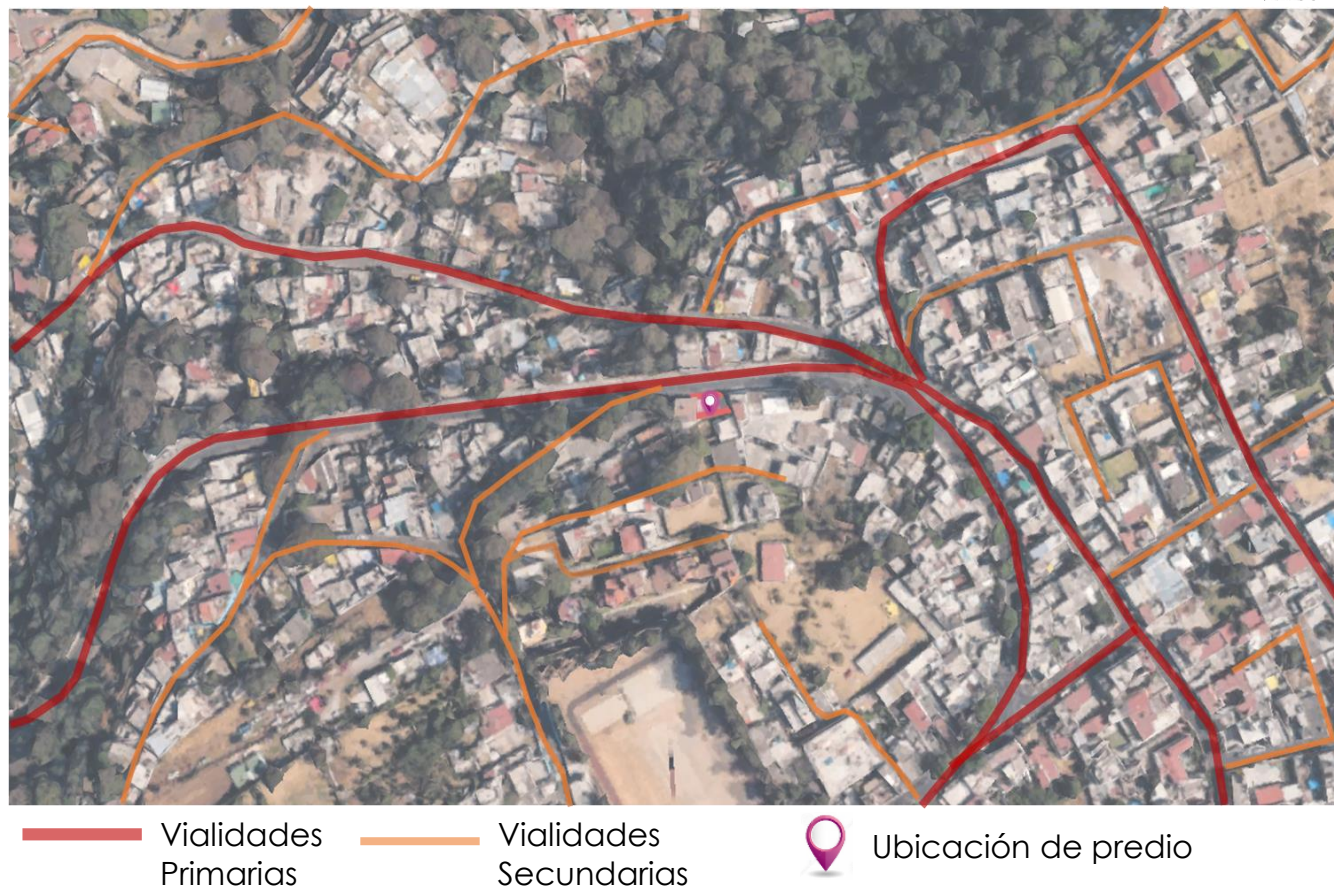 Vialidades
Primarias
Vialidades
Secundarias
Ubicación de predio